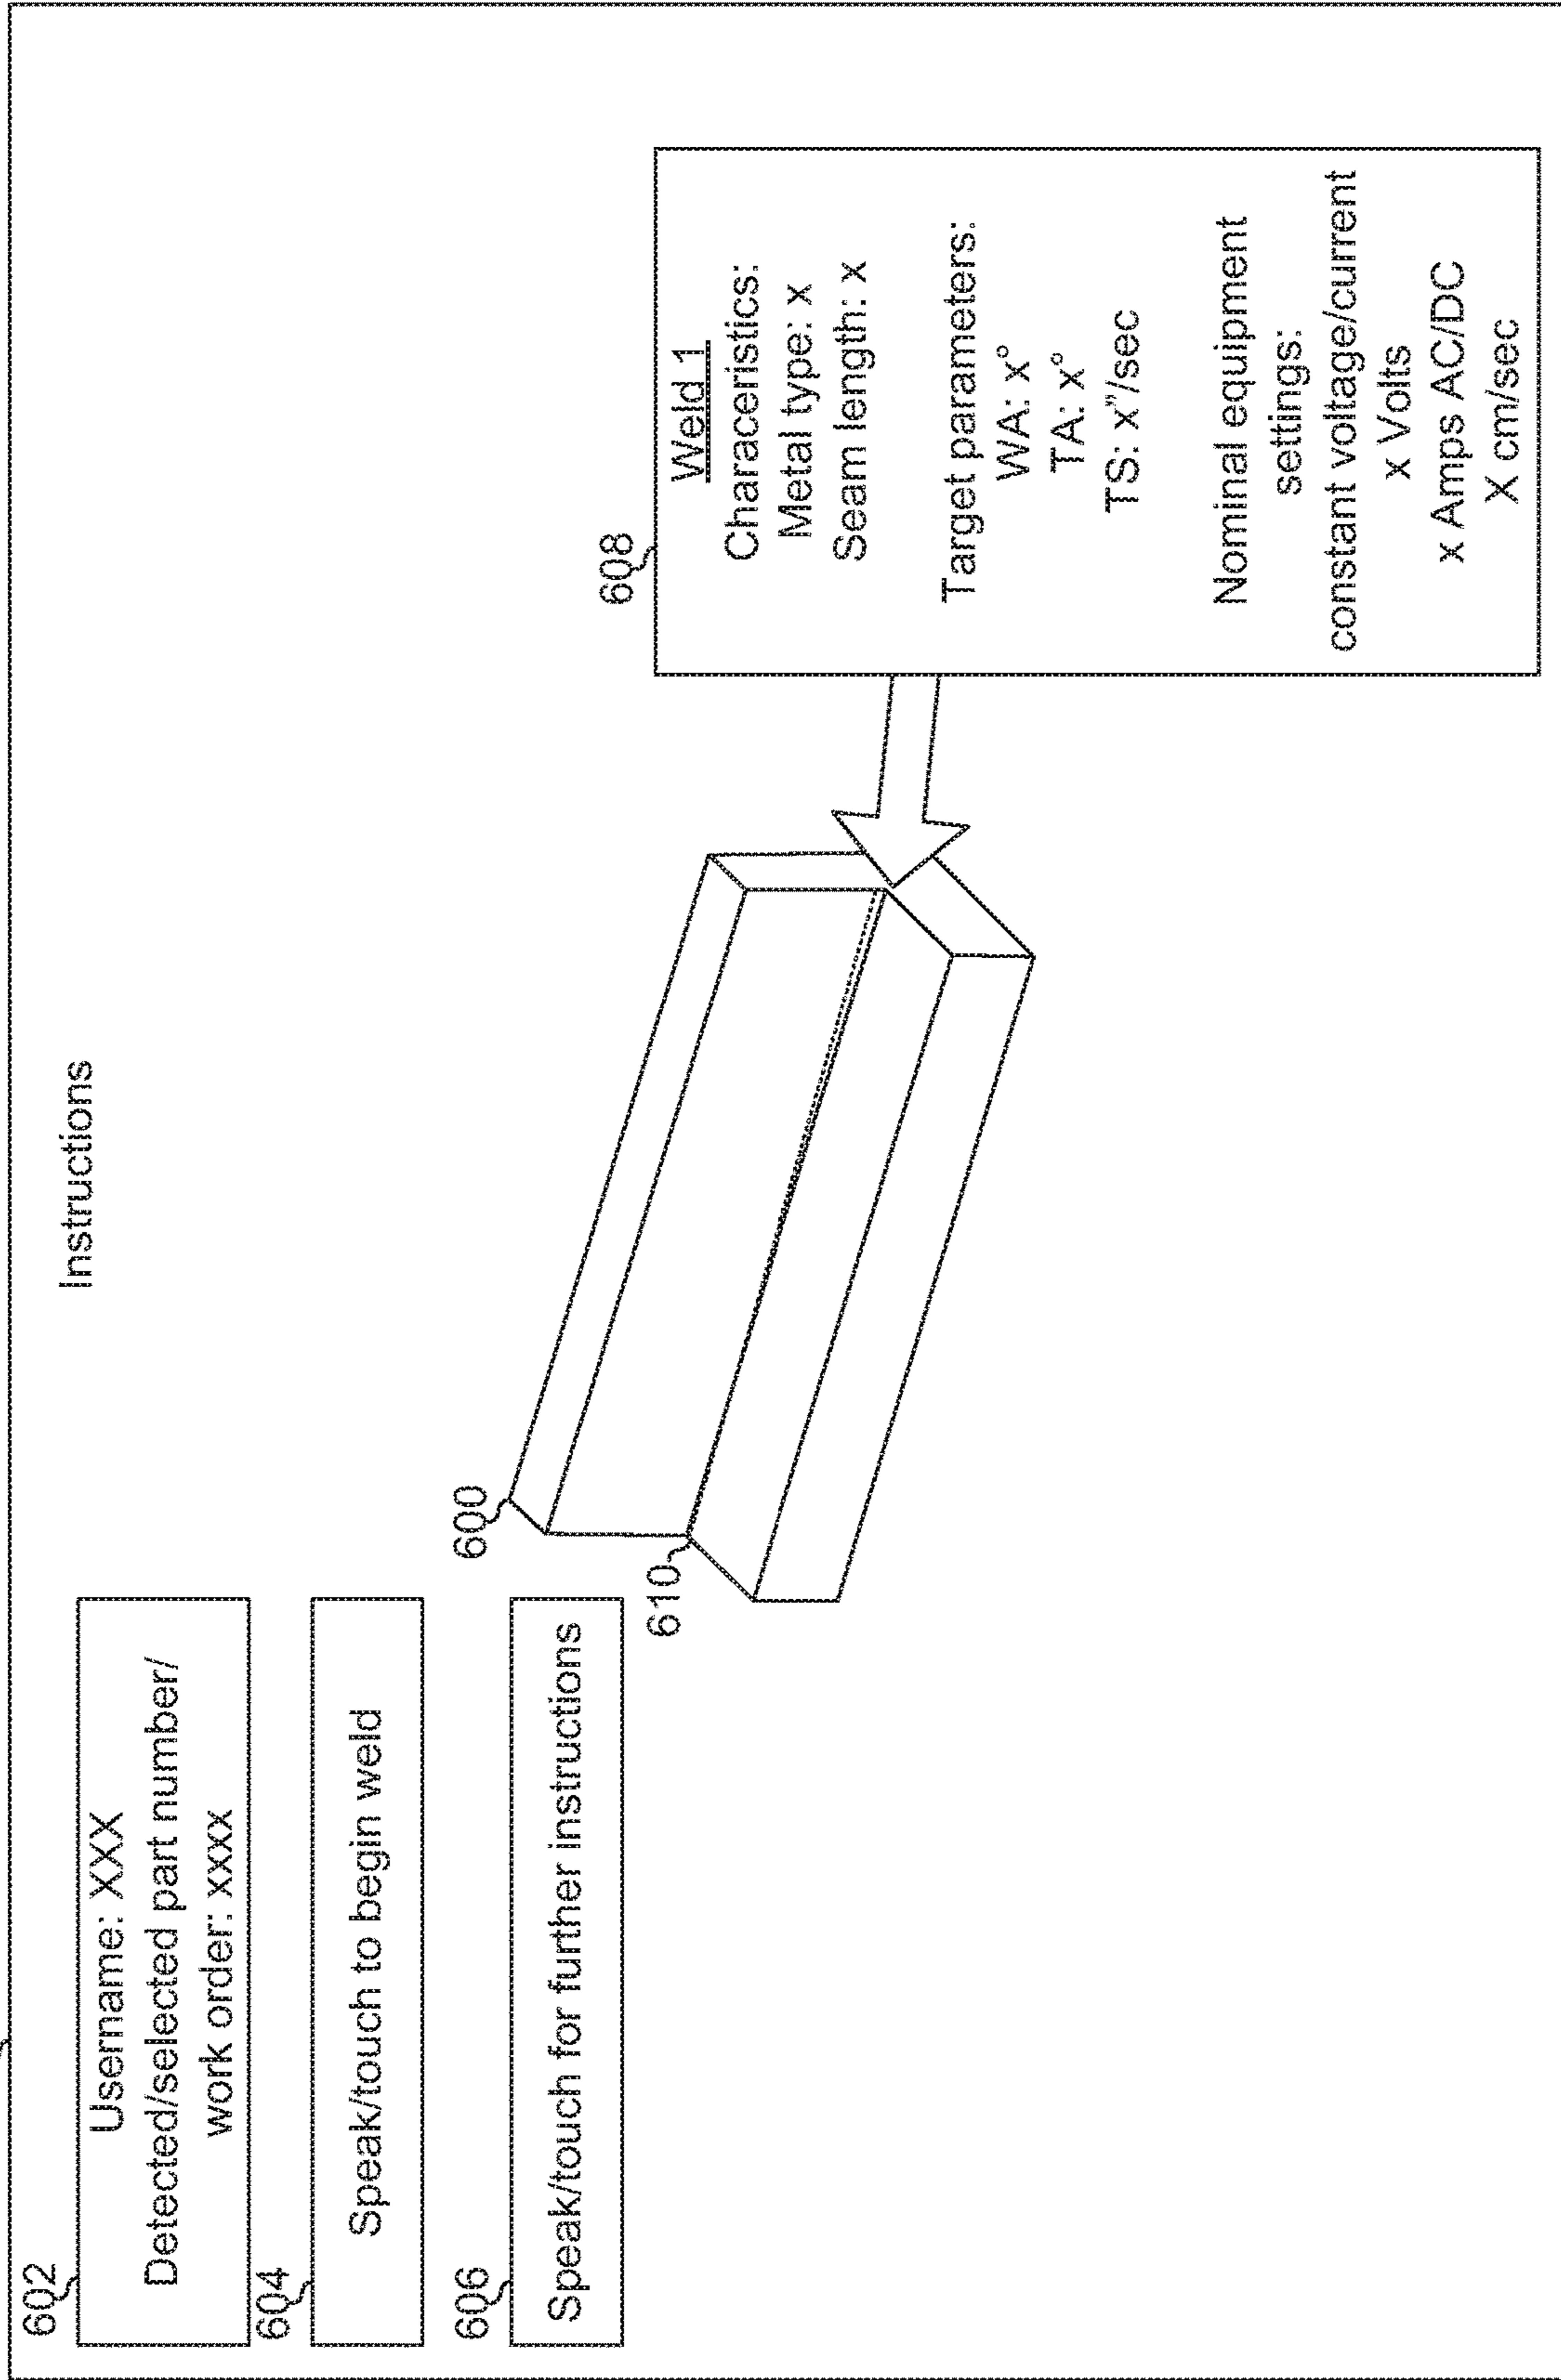 Instructions
602
Username: XXX
Detected/selected part number/
work order: xxxx
604
Speak/touch to begin weld
606
Speak/touch for further instructions
600
610
608
Weld 1
Characeristics:
Metal type: x
Seam length: x
Target parameters:
WA: x°
TA: x°
TS: x"/sec
Nominal equipment
settings:
constant voltage/current
x Volts
x Amps AC/DC
X cm/sec